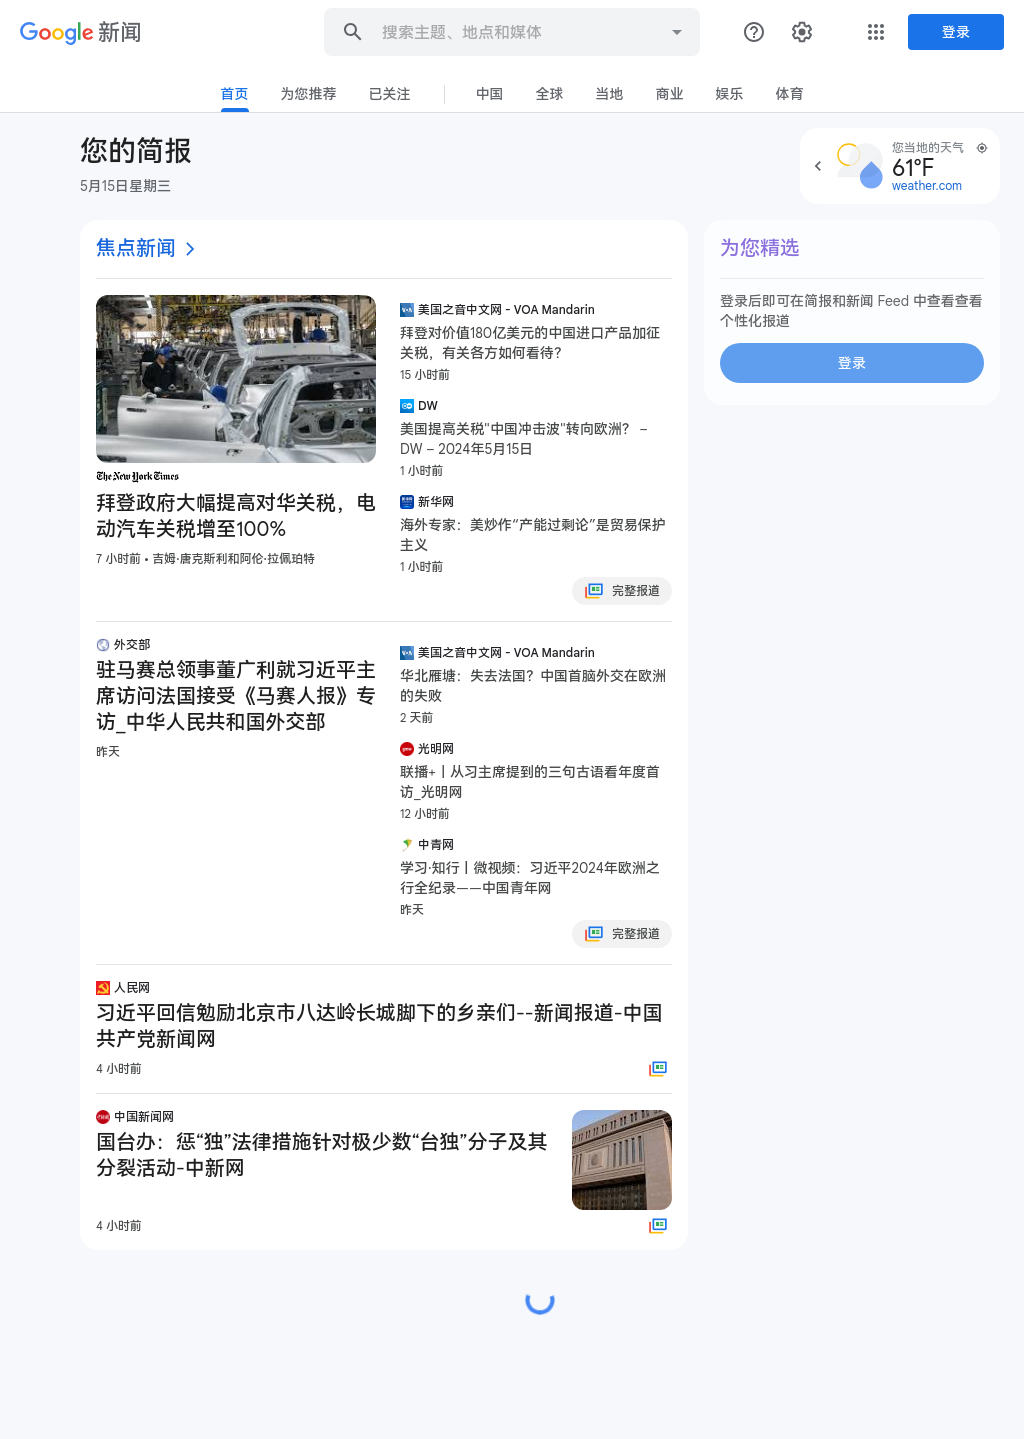 Google 新闻
搜索主题、地点和媒体
登录
首页
为您推荐
已关注
中国
全球
当地
商业
娱乐
体育
您的简报
5月15日星期三
您当地的天气
61°F
weather.com
焦点新闻
The New York Times
拜登政府大幅提高对华关税，电
动汽车关税增至100%
7 小时前 • 吉姆·唐克斯利和阿伦·拉佩珀特
美国之音中文网 - VOA Mandarin
拜登对价值180亿美元的中国进口产品加征
关税，有关各方如何看待？
15 小时前
DW
美国提高关税"中国冲击波"转向欧洲？ –
DW – 2024年5月15日
1 小时前
新华网
海外专家：美炒作“产能过剩论”是贸易保护
主义
1 小时前
完整报道
外交部
驻马赛总领事董广利就习近平主
席访问法国接受《马赛人报》专
访_中华人民共和国外交部
昨天
美国之音中文网 - VOA Mandarin
华北雁塘：失去法国？中国首脑外交在欧洲
的失败
2 天前
光明网
联播+丨从习主席提到的三句古语看年度首
访_光明网
12 小时前
中青网
学习·知行丨微视频：习近平2024年欧洲之
行全纪录——中国青年网
昨天
完整报道
人民网
习近平回信勉励北京市八达岭长城脚下的乡亲们--新闻报道-中国
共产党新闻网
4 小时前
中国新闻网
国台办：惩“独”法律措施针对极少数“台独”分子及其
分裂活动-中新网
4 小时前
为您精选
登录后即可在简报和新闻 Feed 中查看查看
个性化报道
登录